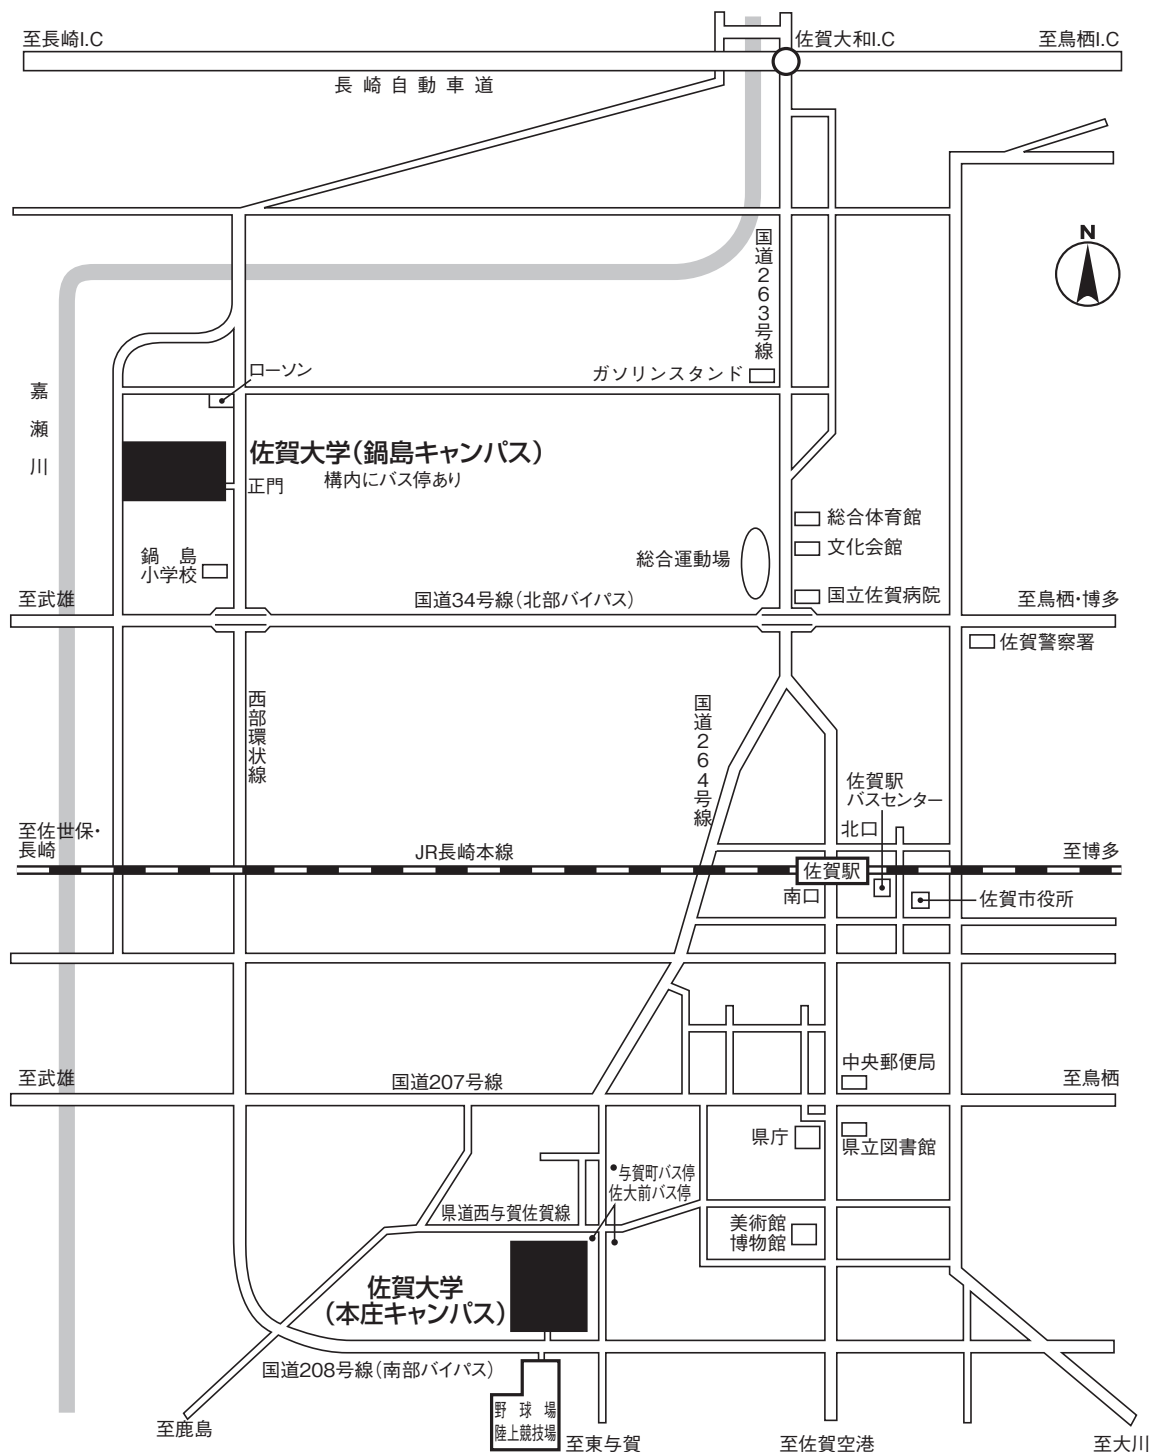 至長崎I.C
佐賀大和I.C
至鳥栖I.C
長崎自動車道
N
国道263号線
嘉瀬川
ローソン
ガソリンスタンド
佐賀大学(鍋島キャンパス)
正門
構内にバス停あり
総合体育館
文化会館
総合運動場
鍋島
小学校
国立佐賀病院
至武雄
国道34号線(北部バイパス)
至鳥栖・博多
佐賀警察署
西部環状線
国道264号線
佐賀駅
バスセンター
北口
至佐世保・
長崎
JR長崎本線
至博多
佐賀駅
南口
佐賀市役所
中央郵便局
至武雄
国道207号線
至鳥栖
県庁
県立図書館
与賀町バス停
佐大前バス停
県道西与賀佐賀線
美術館
博物館
佐賀大学
(本庄キャンパス)
国道208号線(南部バイパス)
野球場
陸上競技場
至鹿島
至東与賀
至佐賀空港
至大川